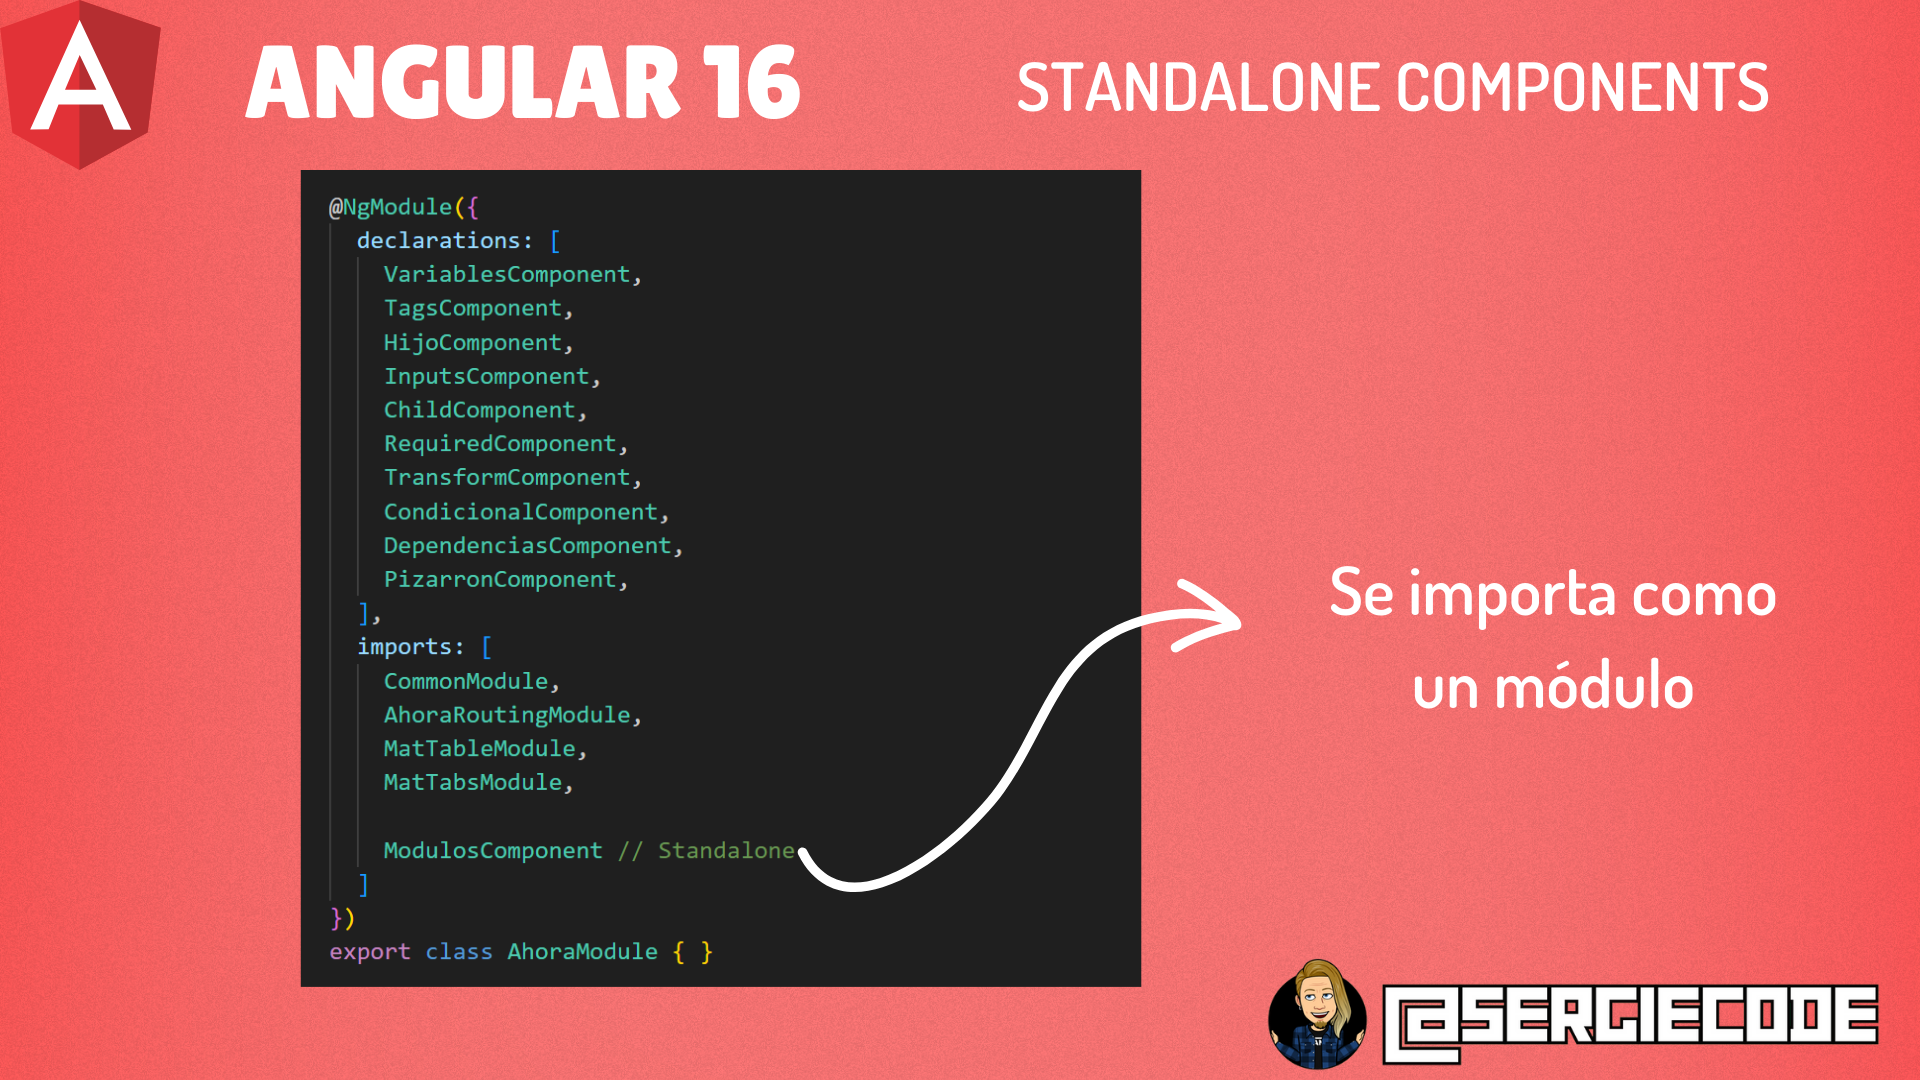 ANGULAR 16
STANDALONE COMPONENTS
@NgModule({
declarations: [
VariablesComponent,
TagsComponent,
HijoComponent,
InputsComponent,
ChildComponent,
RequiredComponent,
TransformComponent,
CondicionalComponent,
DependenciasComponent,
PizarronComponent,
],
imports: [
CommonModule,
AhoraRoutingModule,
MatTableModule,
MatTabsModule,
ModulosComponent // Standalone
]
})
export class AhoraModule { }
Se importa como
un módulo
@SERGIECODE